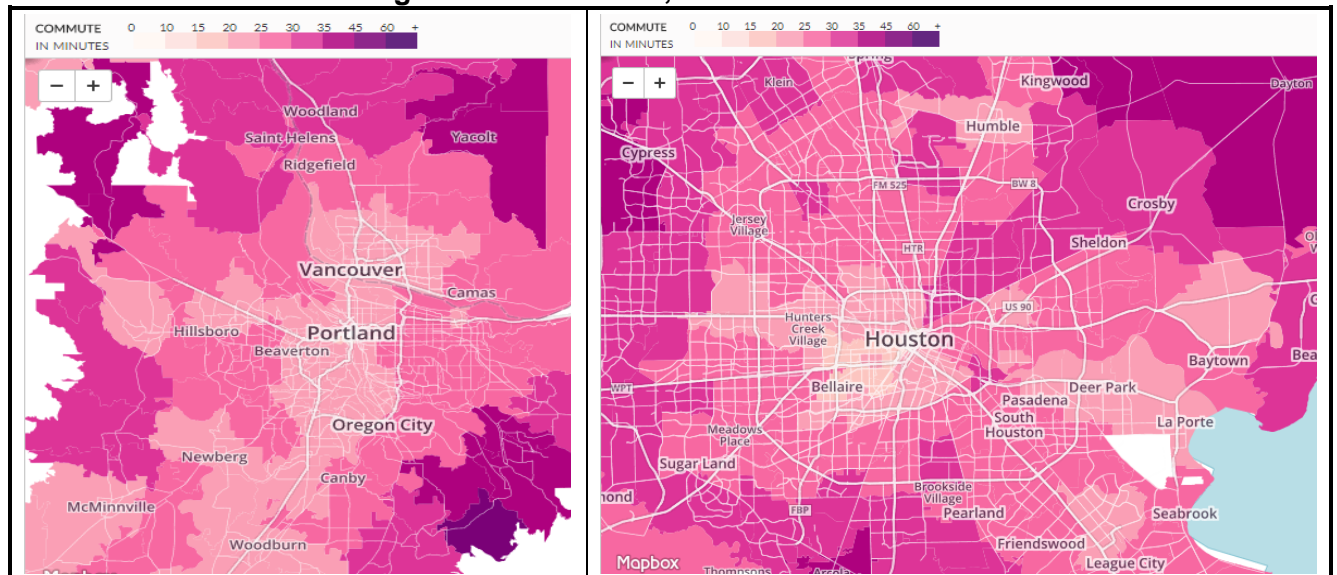 COMMUTE 0 10 15 20 25 30 35 45 60 +
IN MINUTES
− +
Woodland
Saint Helens
Yacolt
Ridgefield
Vancouver
Camas
Hillsboro
Portland
Beaverton
Oregon City
Newberg
Canby
McMinnville
Woodburn
COMMUTE 0 10 15 20 25 30 35 45 60 +
IN MINUTES
− +
Spring
Klein
Kingwood
Dayton
Humble
Cypress
FM 525
BW 8
Crosby
Jersey
Village
HTR
Sheldon
US 90
Hunters
Creek
Village
Houston
Baytown
WPT
Bellaire
Deer Park
Pasadena
La Porte
Meadows
Place
South
Houston
Sugar Land
Brookside
Village
FBP
Pearland
Seabrook
Friendswood
Mapbox
League City